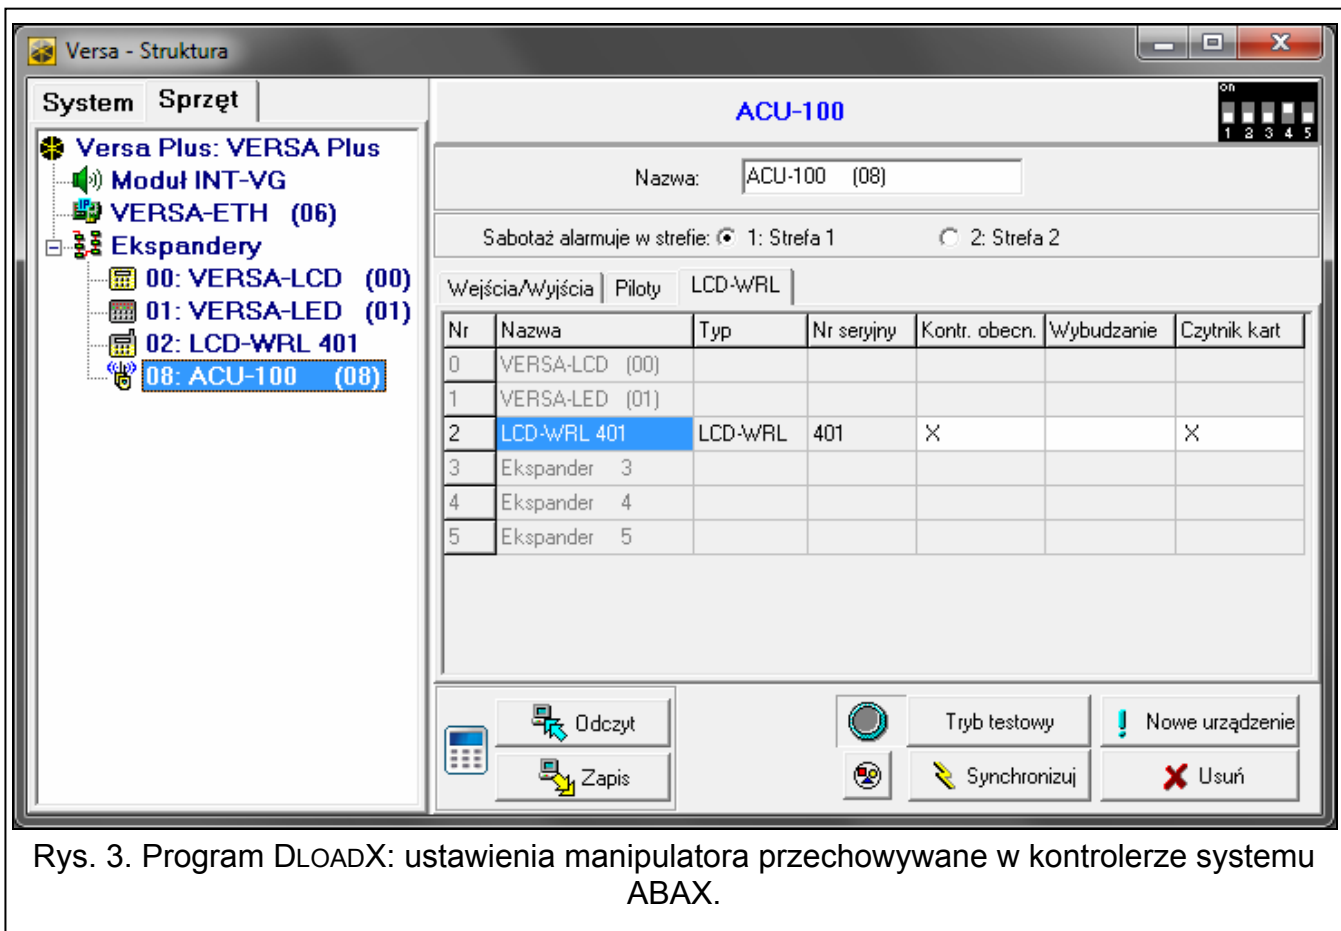 Versa - Struktura
System Sprzęt
Versa Plus: VERSA Plus
Moduł INT-VG
VERSA-ETH (06)
Ekspandery
00: VERSA-LCD (00)
01: VERSA-LED (01)
02: LCD-WRL 401
08: ACU-100 (08)
ACU-100
on
1 2 3 4 5
Nazwa: ACU-100 (08)
Sabotaż alarmuje w strefie: 1: Strefa 1 2: Strefa 2
Wejścia/Wyjścia Piloty LCD-WRL
Nr Nazwa Typ Nr seryjny Kontr. obecn. Wybudzanie Czytnik kart
0 VERSA-LCD (00)
1 VERSA-LED (01)
2 LCD-WRL 401 LCD-WRL 401 X X
3 Ekspander 3
4 Ekspander 4
5 Ekspander 5
Odczyt Tryb testowy Nowe urządzenie
Zapis Synchronizuj Usuń
Rys. 3. Program DLOADX: ustawienia manipulatora przechowywane w kontrolerze systemu
ABAX.